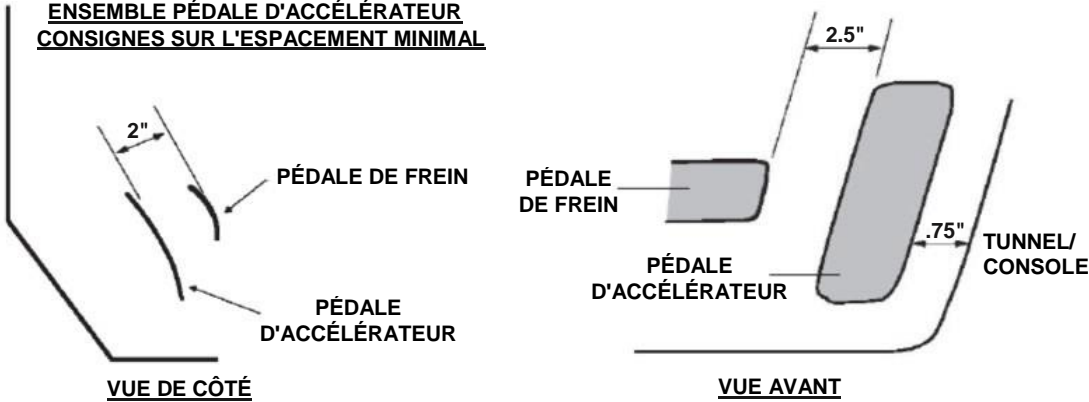 ENSEMBLE PÉDALE D'ACCÉLÉRATEUR
CONSIGNES SUR L'ESPACEMENT MINIMAL
2"
PÉDALE DE FREIN
PÉDALE
D'ACCÉLÉRATEUR
VUE DE CÔTÉ
2.5"
PÉDALE
DE FREIN
.75"
TUNNEL/
CONSOLE
PÉDALE
D'ACCÉLÉRATEUR
VUE AVANT